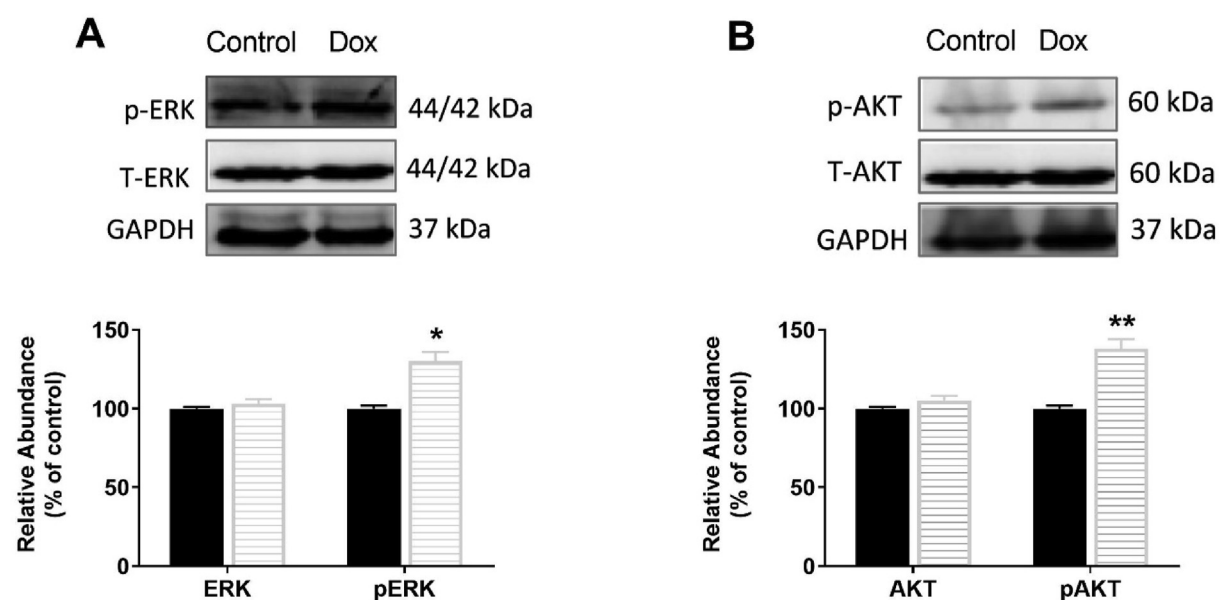 A
Control Dox
p-ERK 44/42 kDa
T-ERK 44/42 kDa
GAPDH 37 kDa
Relative Abundance
(% of control)
150
100
50
0
*
ERK pERK
B
Control Dox
p-AKT 60 kDa
T-AKT 60 kDa
GAPDH 37 kDa
Relative Abundance
(% of control)
150
100
50
0
**
AKT pAKT